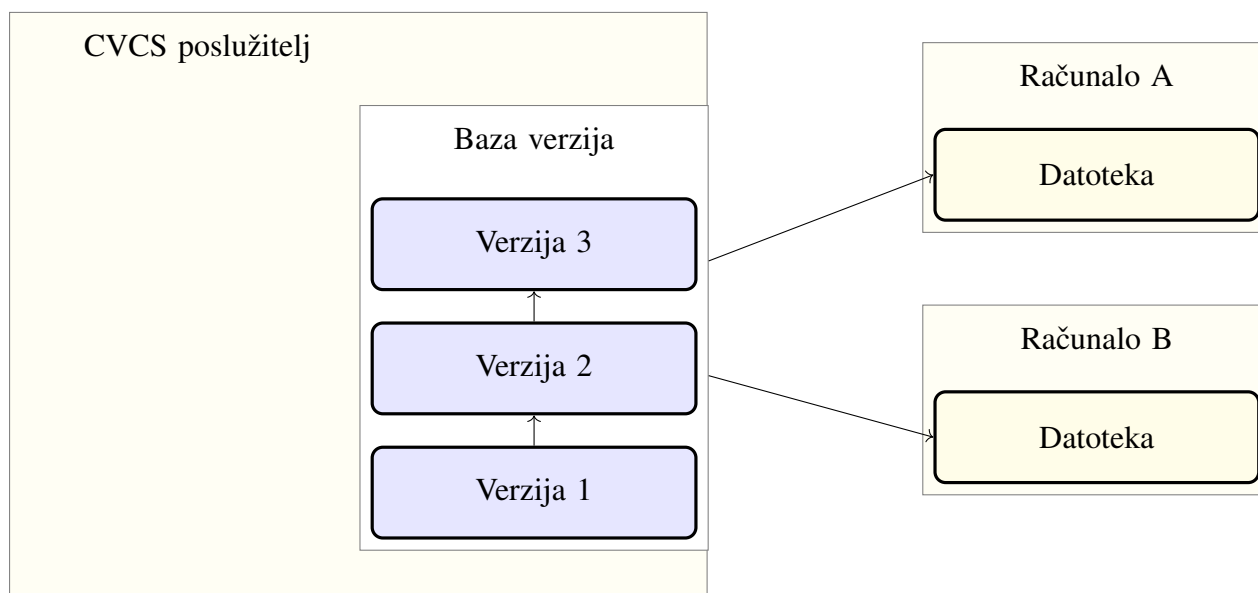 CVCS poslužitelj
Baza verzija
Verzija 3
Verzija 2
Verzija 1
Računalo A
Datoteka
Računalo B
Datoteka